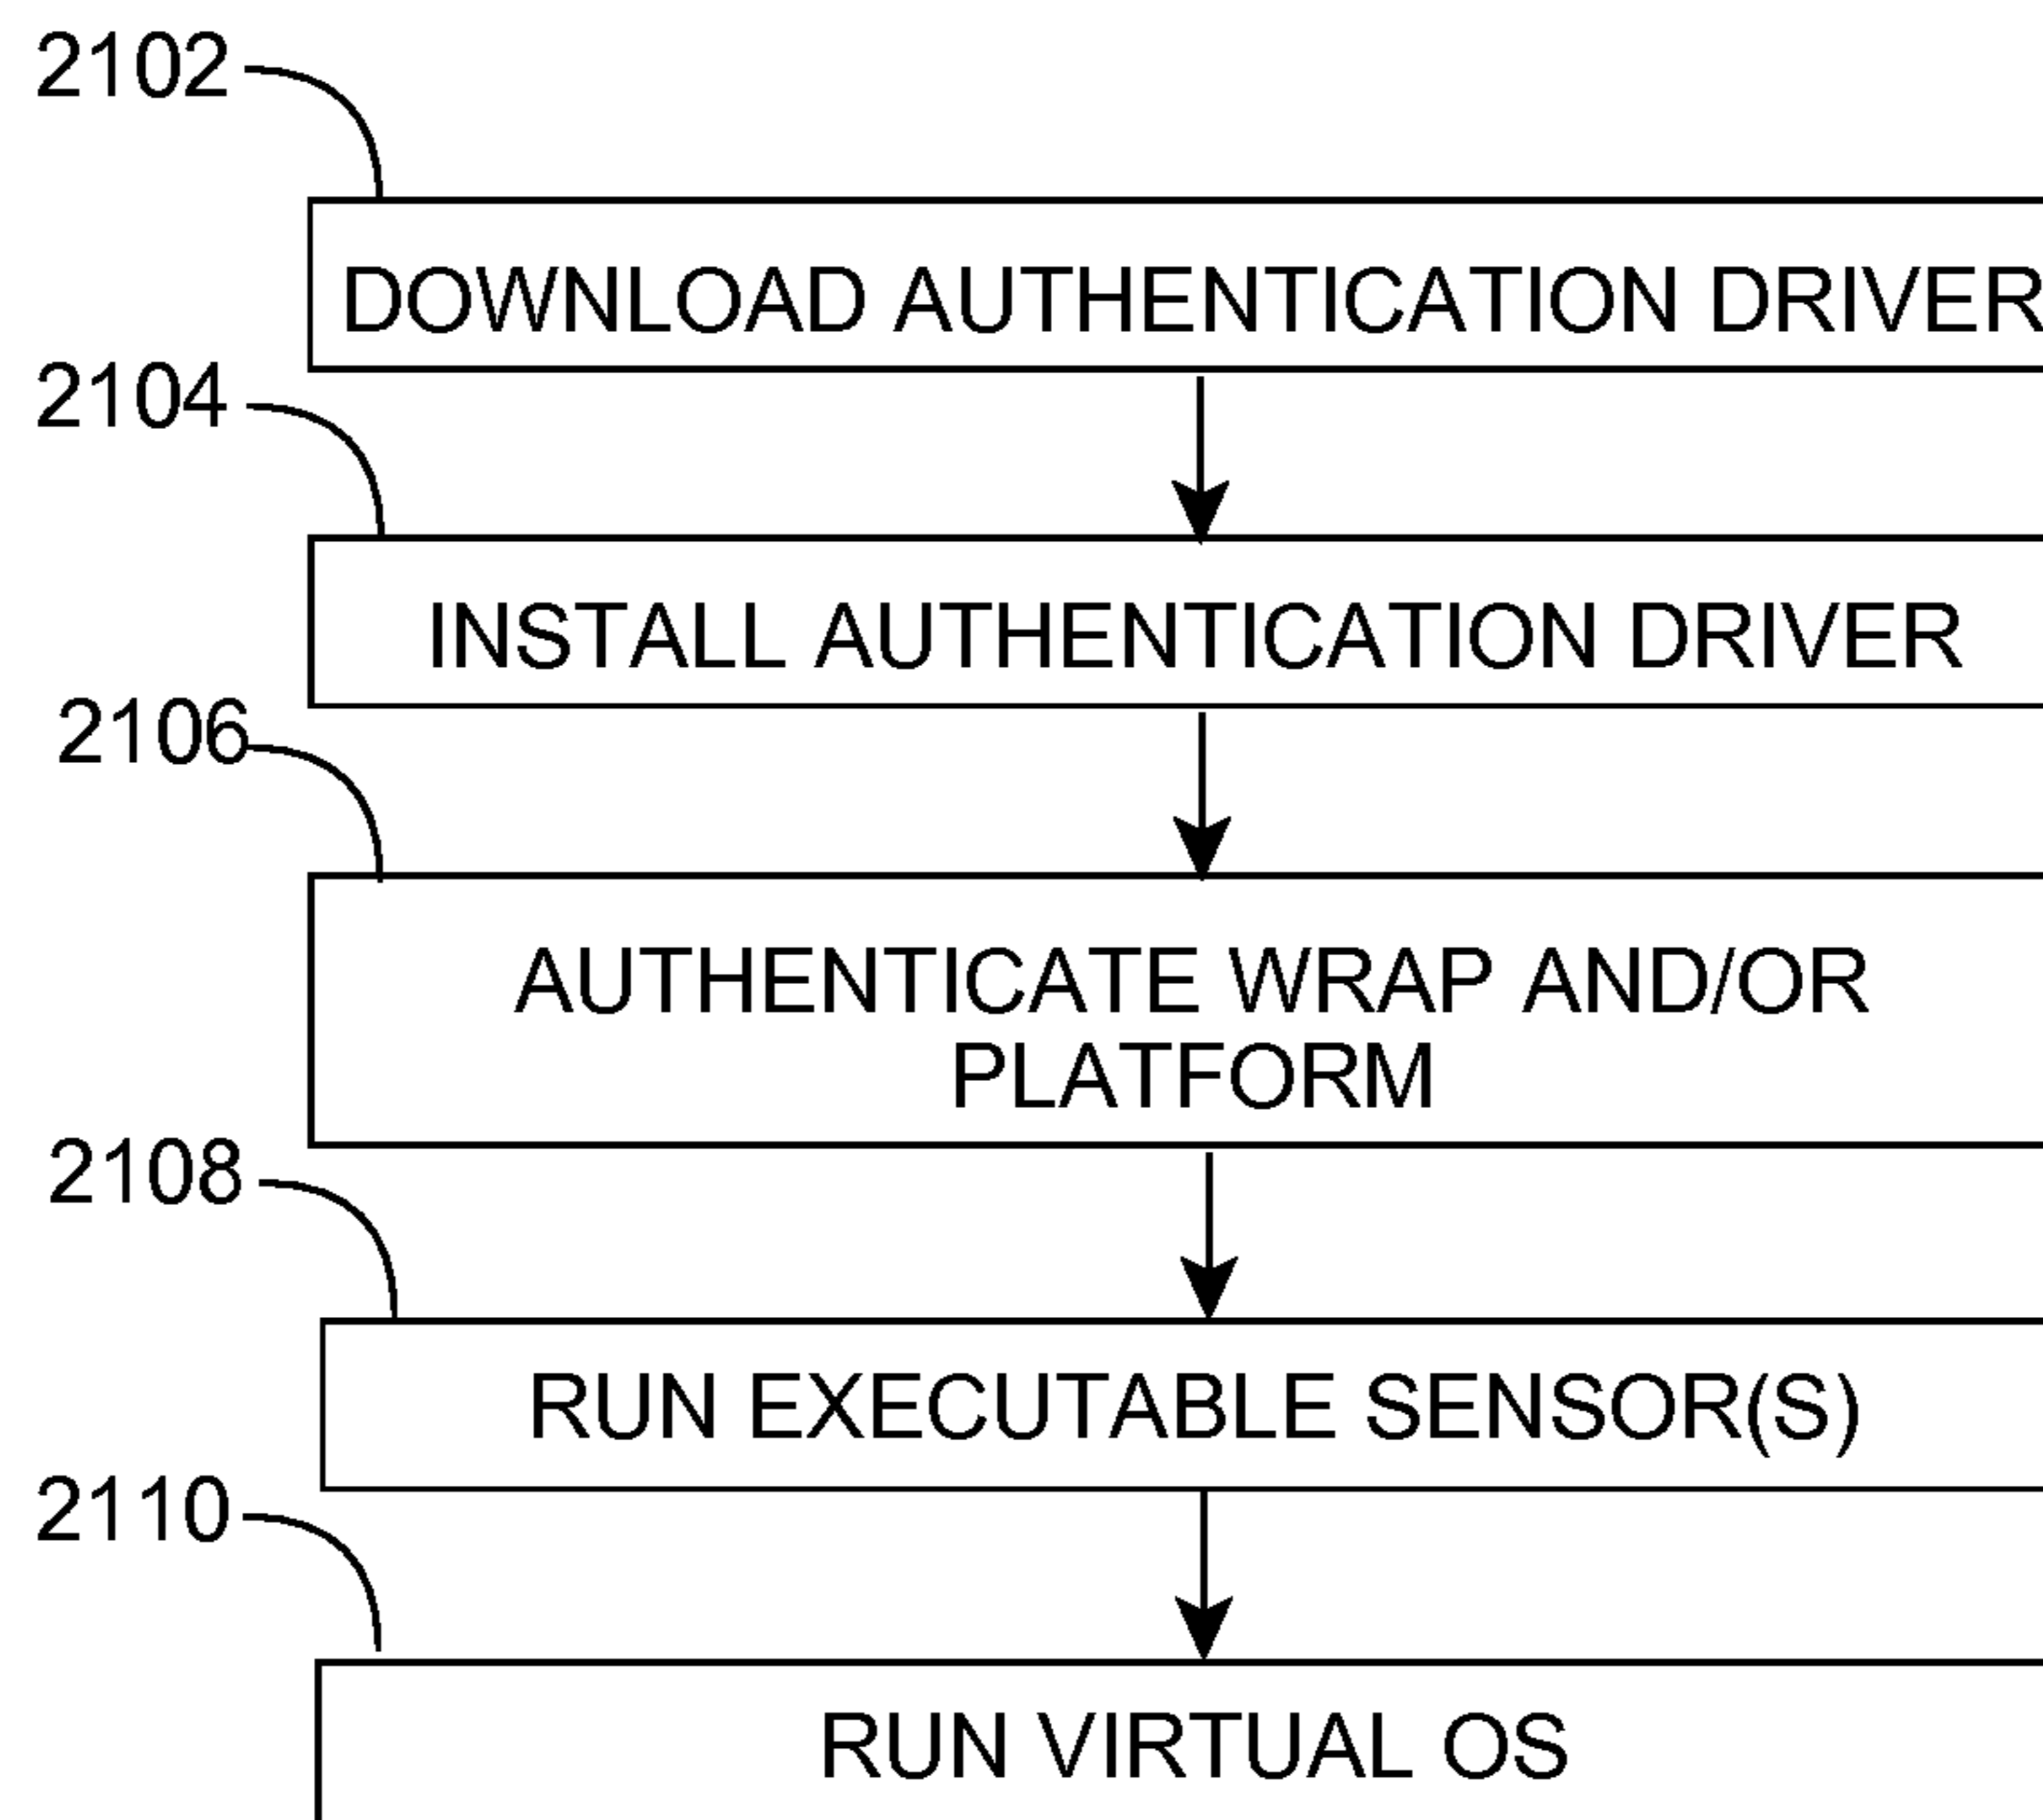 2102
DOWNLOAD AUTHENTICATION DRIVER
2104
INSTALL AUTHENTICATION DRIVER
2106
AUTHENTICATE WRAP AND/OR
PLATFORM
2108
RUN EXECUTABLE SENSOR(S)
2110
RUN VIRTUAL OS